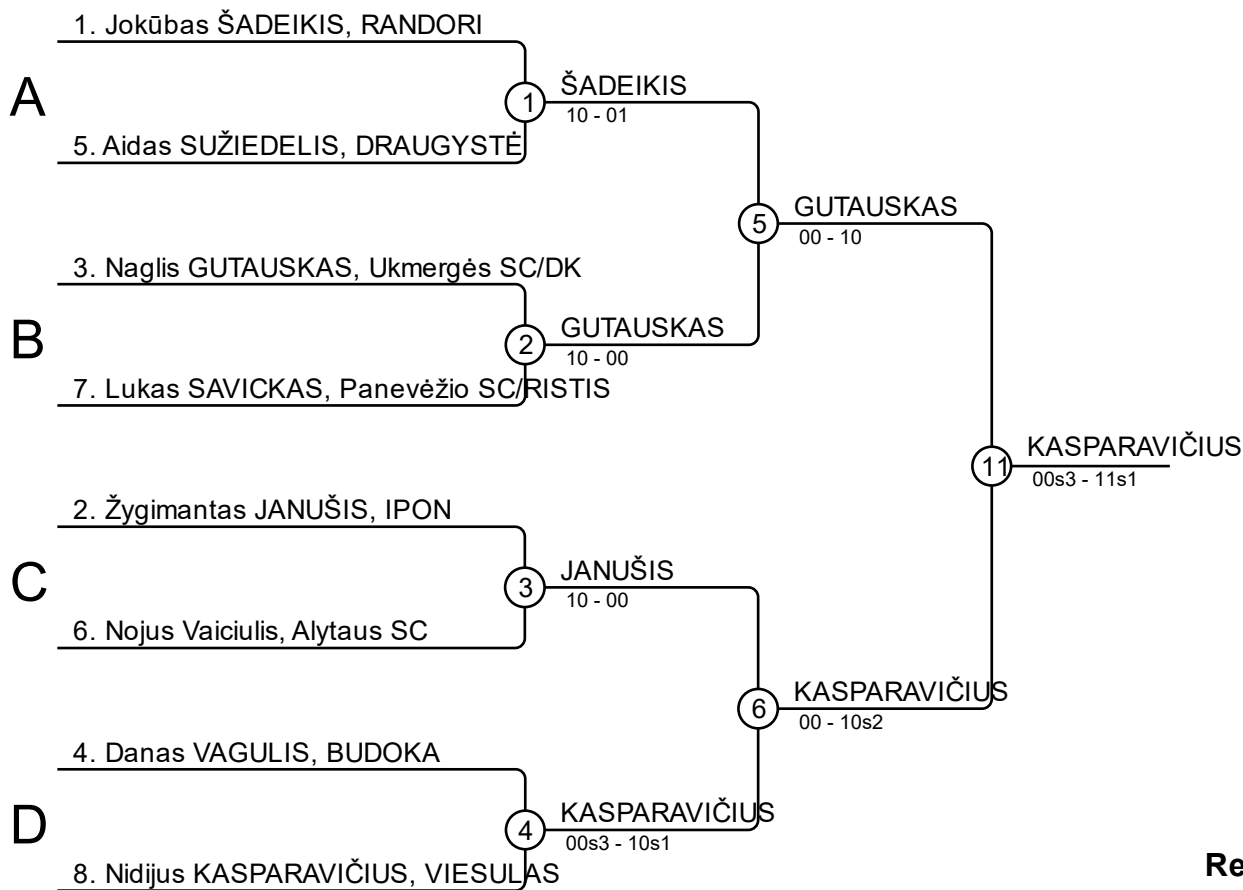 1. Jokūbas ŠADEIKIS, RANDORI
A
1
ŠADEIKIS
10 - 01
5. Aidas SUŽIEDELIS, DRAUGYSTĖ
5
GUTAUSKAS
00 - 10
3. Naglis GUTAUSKAS, Ukmergės SC/DK
B
2
GUTAUSKAS
10 - 00
7. Lukas SAVICKAS, Panevėžio SC/RISTIS
11
KASPARAVIČIUS
00s3 - 11s1
2. Žygimantas JANUŠIS, IPON
C
3
JANUŠIS
10 - 00
6. Nojus Vaiciulis, Alytaus SC
6
KASPARAVIČIUS
00 - 10s2
4. Danas VAGULIS, BUDOKA
D
4
KASPARAVIČIUS
00s3 - 10s1
8. Nidijus KASPARAVIČIUS, VIESULAS
Re